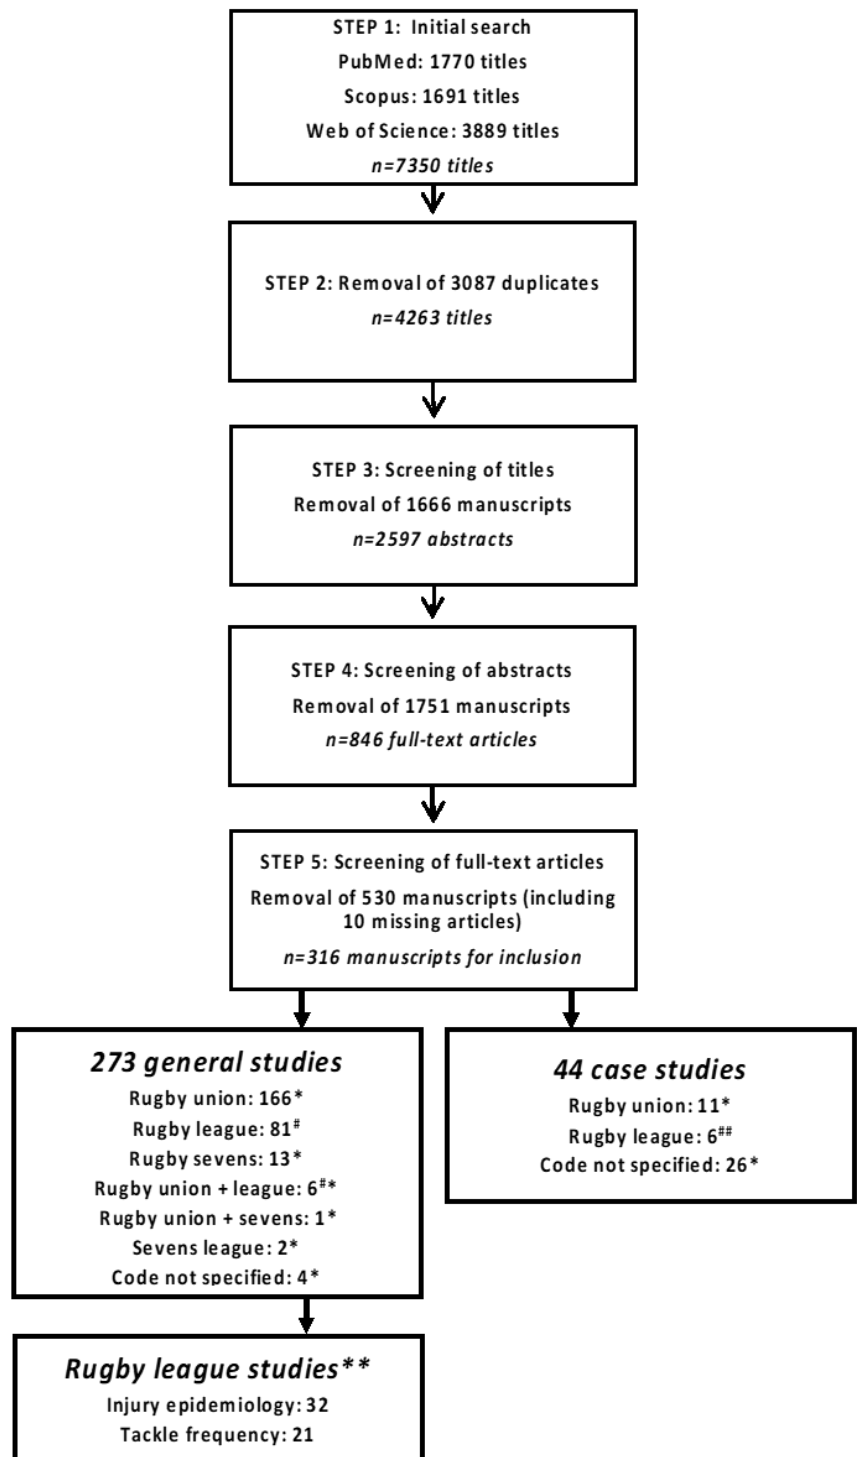 STEP 1: Initial search
PubMed: 1770 titles
Scopus: 1691 titles
Web of Science: 3889 titles
n=7350 titles
STEP 2: Removal of 3087 duplicates
n=4263 titles
STEP 3: Screening of titles
Removal of 1666 manuscripts
n=2597 abstracts
STEP 4: Screening of abstracts
Removal of 1751 manuscripts
n=846 full-text articles
STEP 5: Screening of full-text articles
Removal of 530 manuscripts (including
10 missing articles)
n=316 manuscripts for inclusion
273 general studies
Rugby union: 166*
Rugby league: 81#
Rugby sevens: 13*
Rugby union + league: 6#*
Rugby union + sevens: 1*
Sevens league: 2*
Code not specified: 4*
44 case studies
Rugby union: 11*
Rugby league: 6##
Code not specified: 26*
Rugby league studies**
Injury epidemiology: 32
Tackle frequency: 21